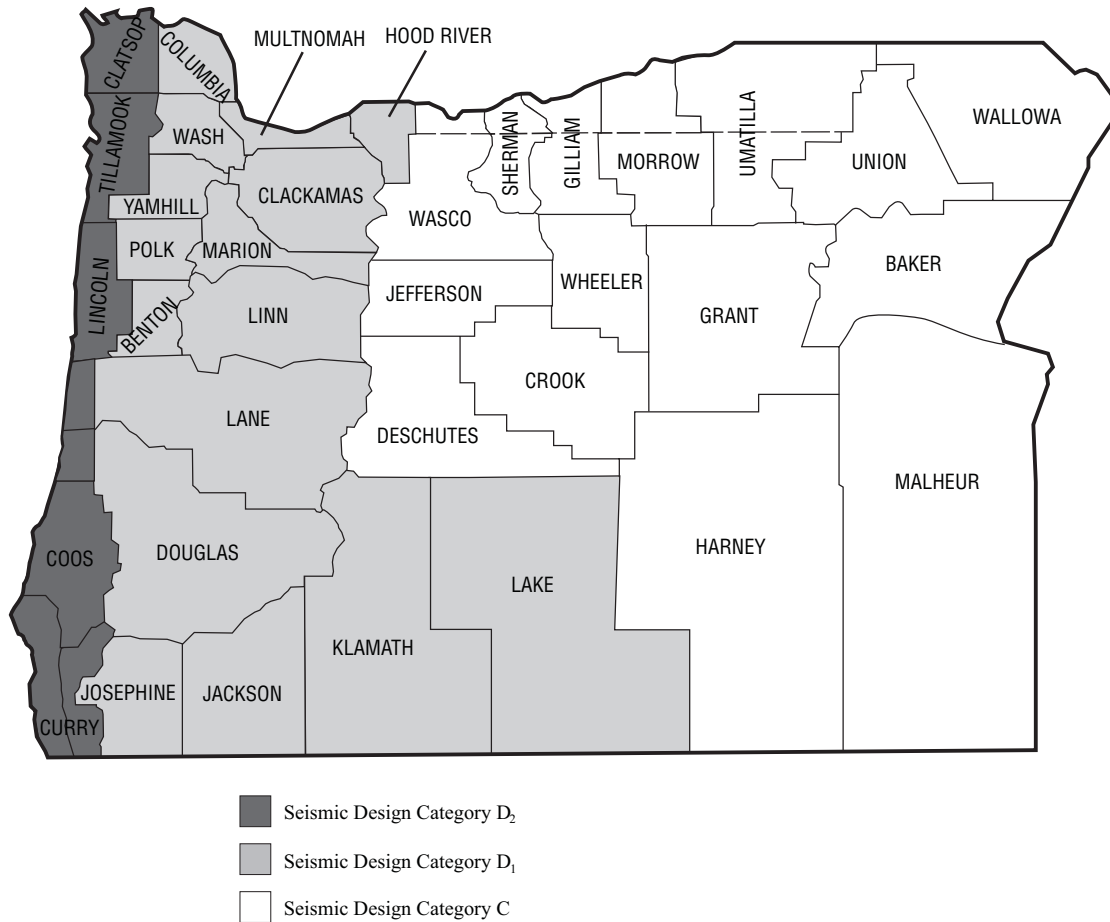 CLATSOP
COLUMBIA
MULTNOMAH
HOOD RIVER
TILLAMOOK
WASH
YAMHILL
CLACKAMAS
SHERMAN
GILLIAM
MORROW
UMATILLA
UNION
WALLOWA
WASCO
POLK
MARION
LINCOLN
BENTON
LINN
JEFFERSON
WHEELER
GRANT
BAKER
CROOK
LANE
DESCHUTES
MALHEUR
COOS
DOUGLAS
HARNEY
LAKE
KLAMATH
JOSEPHINE
JACKSON
CURRY
Seismic Design Category D₂
Seismic Design Category D₁
Seismic Design Category C